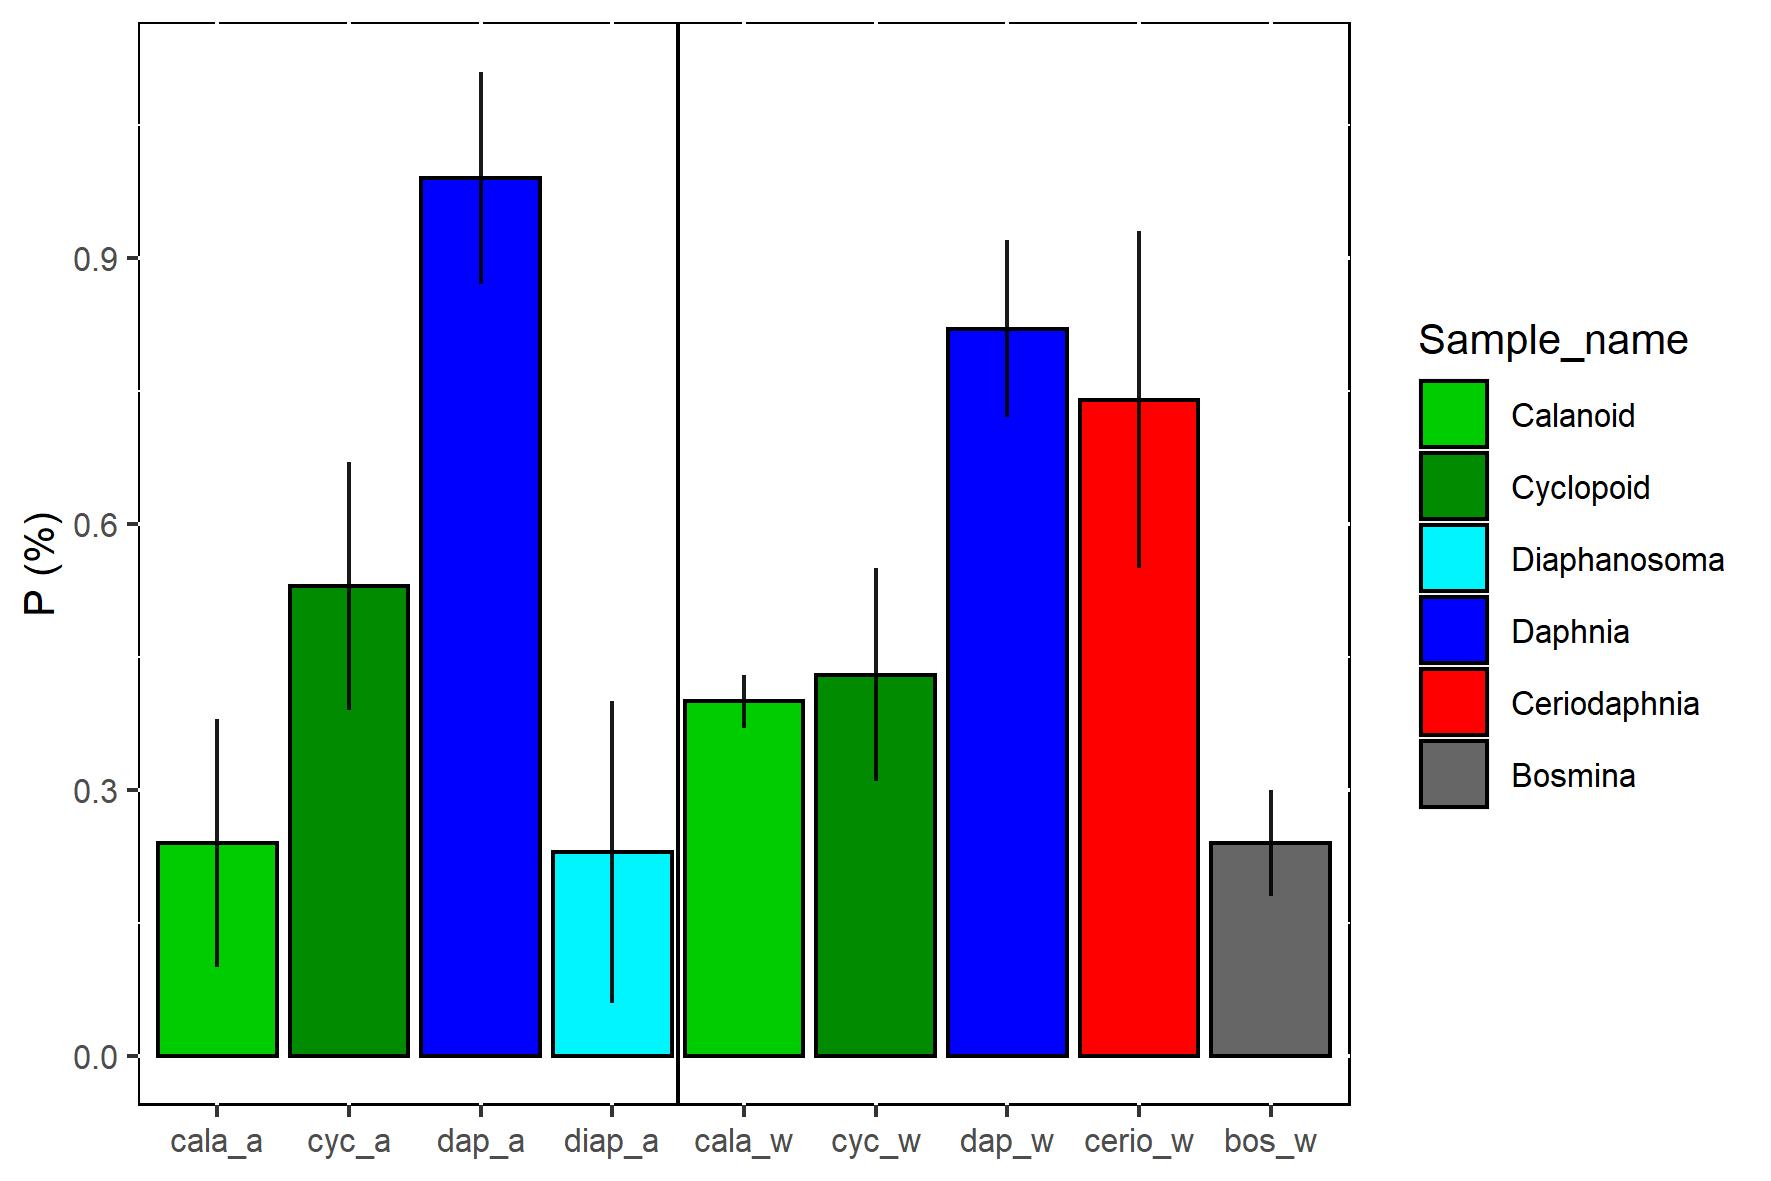 P (%)
0.9
0.6
0.3
0.0
cala_a cyc_a dap_a diap_a cala_w cyc_w dap_w cerio_w bos_w
Sample_name
Calanoid
Cyclopoid
Diaphanosoma
Daphnia
Ceriodaphnia
Bosmina